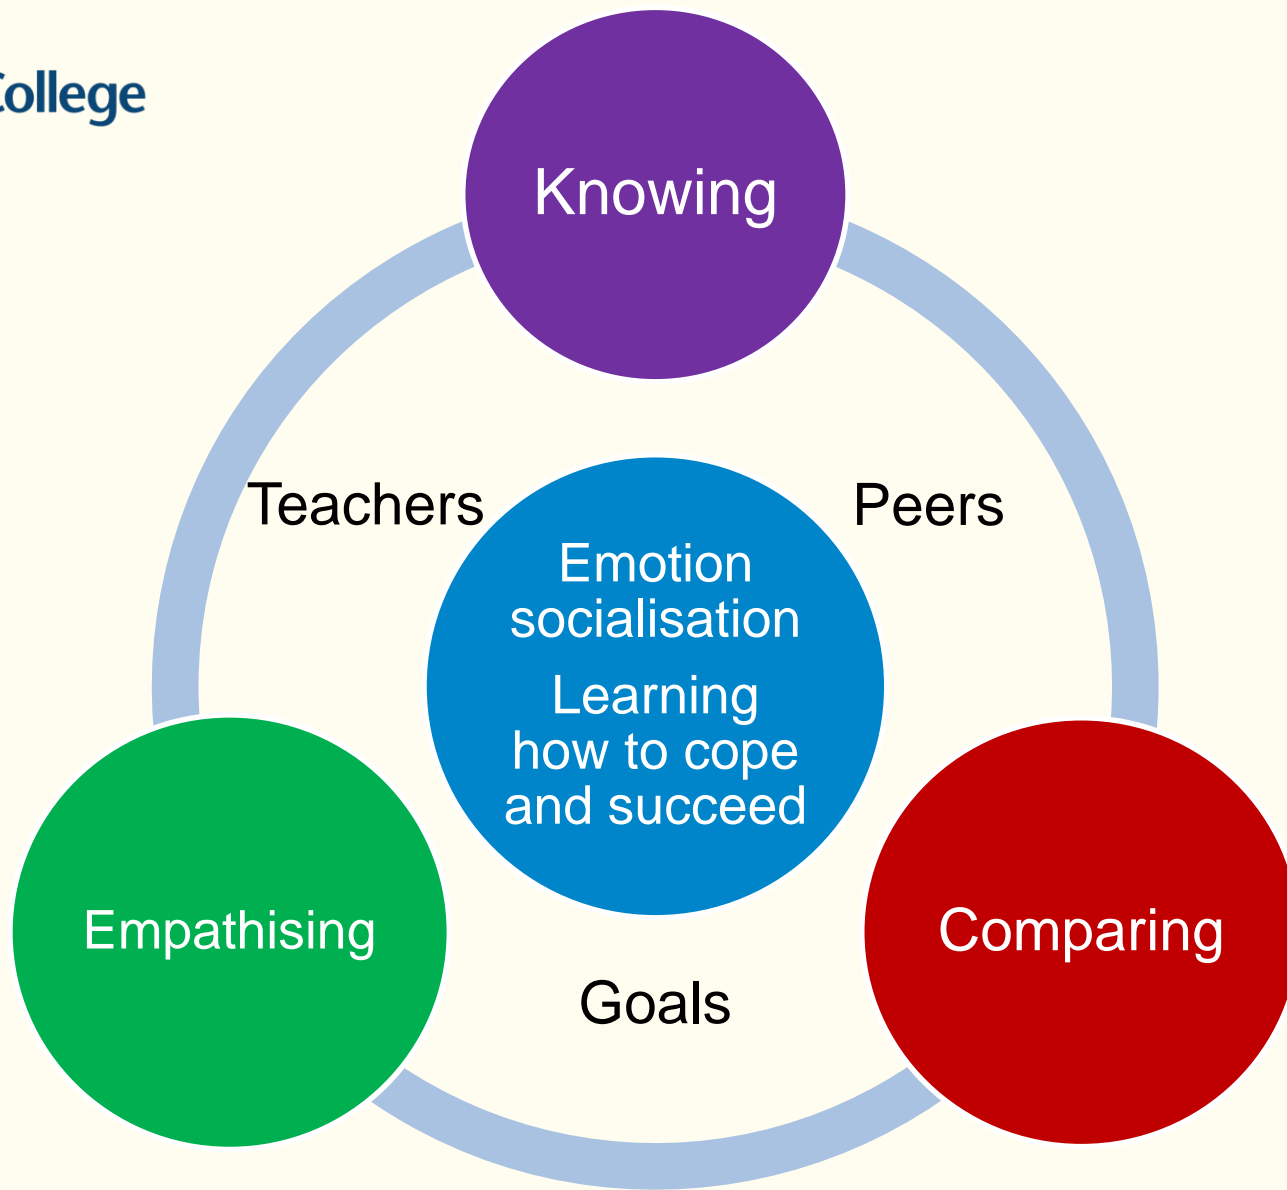 College
Knowing
Teachers
Peers
Emotion
socialisation
Learning
how to cope
and succeed
Empathising
Comparing
Goals